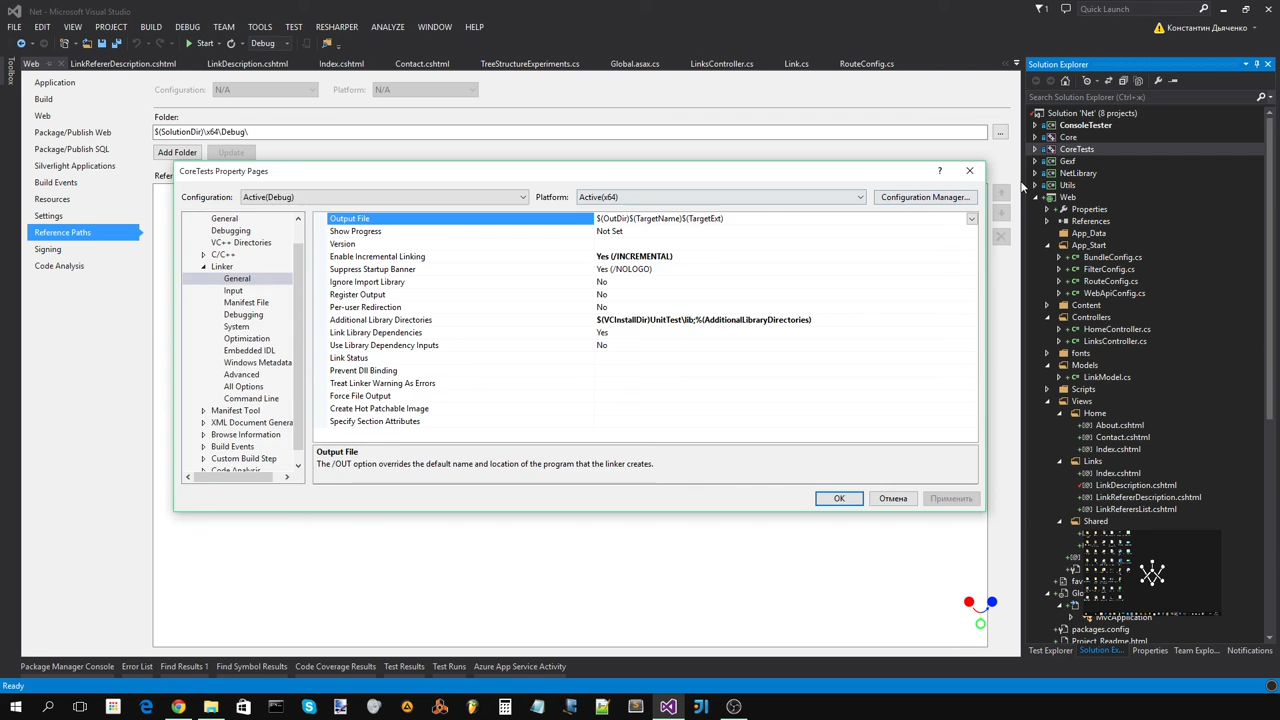 Net - Microsoft Visual Studio
1
Quick Launch (Ctrl+Q)
FILE EDIT VIEW PROJECT BUILD DEBUG TEAM TOOLS TEST RESHARPER ANALYZE WINDOW HELP
Константин Дьяченко
Start Debug
Toolbox
Web LinkRefererDescription.cshtml LinkDescription.cshtml Index.cshtml Contact.cshtml TreeStructureExperiments.cs Global.asax.cs LinksController.cs Link.cs RouteConfig.cs
Application
Build
Web
Package/Publish Web
Package/Publish SQL
Silverlight Applications
Build Events
Resources
Settings
Reference Paths
Signing
Code Analysis
Configuration: N/A Platform: N/A
Folder:
$(SolutionDir)\x64\Debug\
...
Add Folder Update
CoreTests Property Pages
Configuration: Active(Debug) Platform: Active(x64) Configuration Manager...
General
Debugging
VC++ Directories
C/C++
Linker
General
Input
Manifest File
Debugging
System
Optimization
Embedded IDL
Windows Metadata
Advanced
All Options
Command Line
Manifest Tool
XML Document Genera
Browse Information
Build Events
Custom Build Step
Code Analysis
Output File $(OutDir)$(TargetName)$(TargetExt)
Show Progress Not Set
Version
Enable Incremental Linking Yes (/INCREMENTAL)
Suppress Startup Banner Yes (/NOLOGO)
Ignore Import Library No
Register Output No
Per-user Redirection No
Additional Library Directories $(VCInstallDir)UnitTest\lib;%(AdditionalLibraryDirectories)
Link Library Dependencies Yes
Use Library Dependency Inputs No
Link Status
Prevent Dll Binding
Treat Linker Warning As Errors
Force File Output
Create Hot Patchable Image
Specify Section Attributes
Output File
The /OUT option overrides the default name and location of the program that the linker creates.
OK Отмена Применить
Solution Explorer
Search Solution Explorer (Ctrl+ж)
Solution 'Net' (8 projects)
ConsoleTester
Core
CoreTests
Gexf
NetLibrary
Utils
Web
Properties
References
App_Data
App_Start
BundleConfig.cs
FilterConfig.cs
RouteConfig.cs
WebApiConfig.cs
Content
Controllers
HomeController.cs
LinksController.cs
fonts
Models
LinkModel.cs
Scripts
Views
Home
About.cshtml
Contact.cshtml
Index.cshtml
Links
Index.cshtml
LinkDescription.cshtml
LinkRefererDescription.cshtml
LinkReferersList.cshtml
Shared
fav
Glo
MvcApplication
packages.config
Project_Readme.html
Test Explorer Solution Ex... Properties Team Explo... Notifications
Package Manager Console Error List Find Results 1 Find Symbol Results Code Coverage Results Test Results Test Runs Azure App Service Activity
Ready